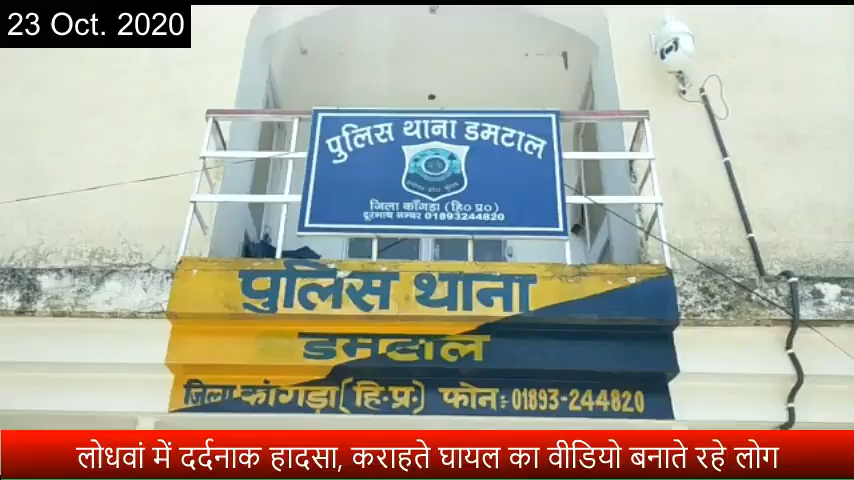 23 Oct. 2020
पुलिस थाना डमटाल
जिला काँगड़ा (हि० प्र०)
दूरभाष नम्बर 01893244820
पुलिस थाना
डमटाल
जिला कांगड़ा (हि·प्र·) फोन: 01893-244820
लोधवां में दर्दनाक हादसा, कराहते घायल का वीडियो बनाते रहे लोग